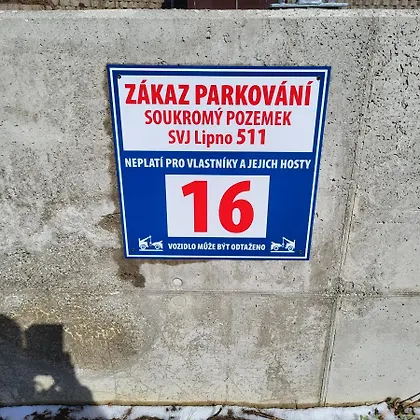 ZÁKAZ PARKOVÁNÍ
SOUKROMÝ POZEMEK
SVJ Lipno 511
NEPLATÍ PRO VLASTNÍKY A JEJICH HOSTY
16
VOZIDLO MŮŽE BÝT ODTAŽENO